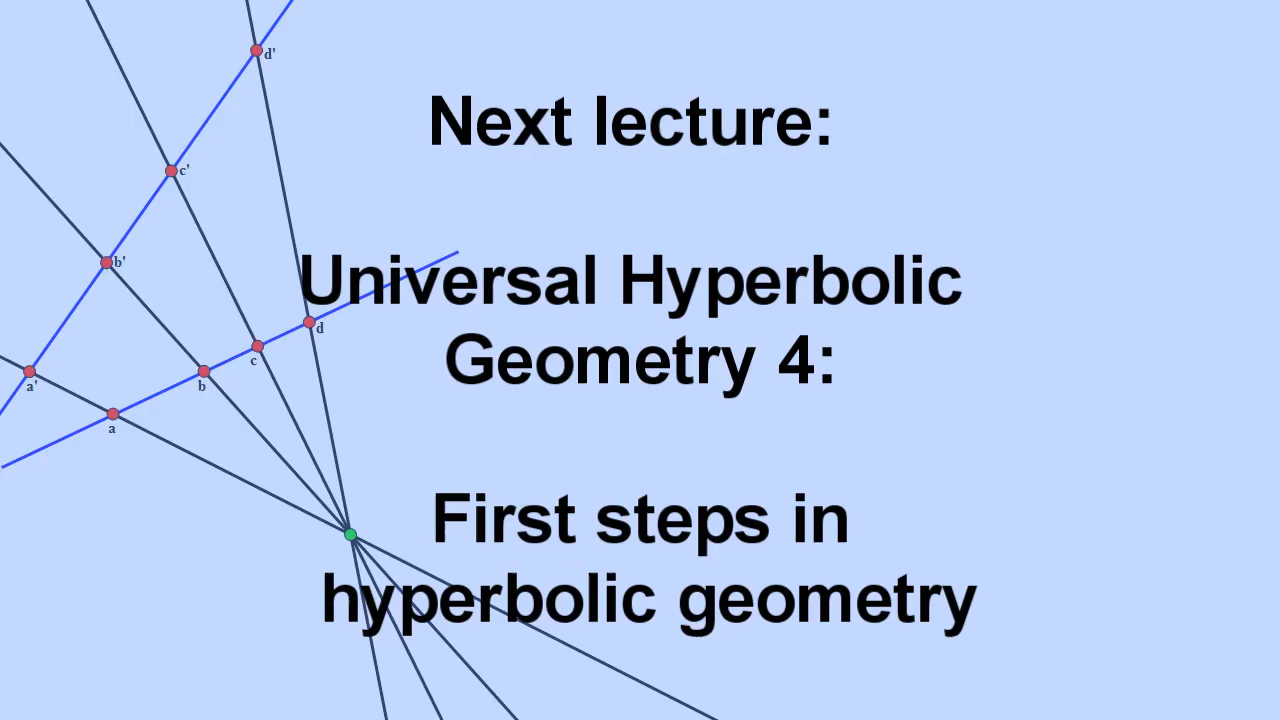 Next lecture:
Universal Hyperbolic
Geometry 4:
First steps in
hyperbolic geometry
d'
c'
b'
a'
d
c
b
a